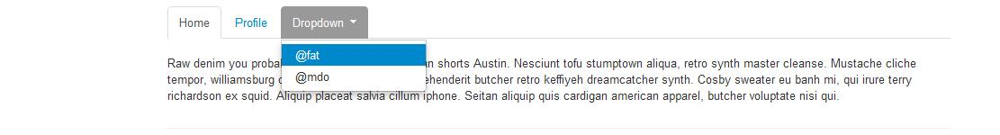 Home Profile Dropdown
@fat
@mdo
Raw denim you proba n shorts Austin. Nesciunt tofu stumptown aliqua, retro synth master cleanse. Mustache cliche
tempor, williamsburg ehenderit butcher retro keffiyeh dreamcatcher synth. Cosby sweater eu banh mi, qui irure terry
richardson ex squid. Aliquip placeat salvia cillum iphone. Seitan aliquip quis cardigan american apparel, butcher voluptate nisi qui.